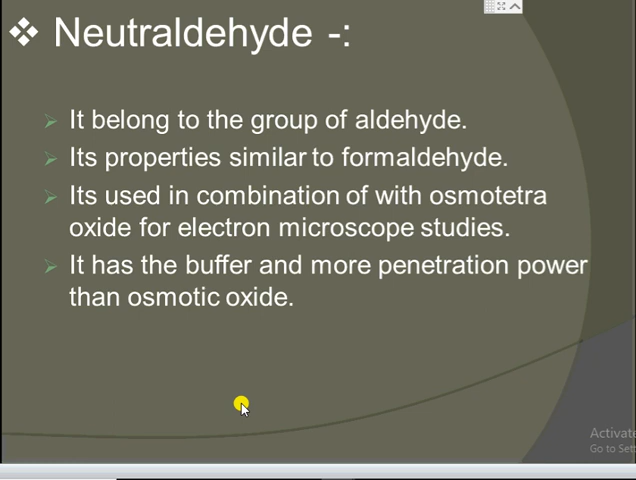 ❖ Neutraldehyde -:
➢ It belong to the group of aldehyde.
➢ Its properties similar to formaldehyde.
➢ Its used in combination of with osmotetra
oxide for electron microscope studies.
➢ It has the buffer and more penetration power
than osmotic oxide.
Activate
Go to Sett